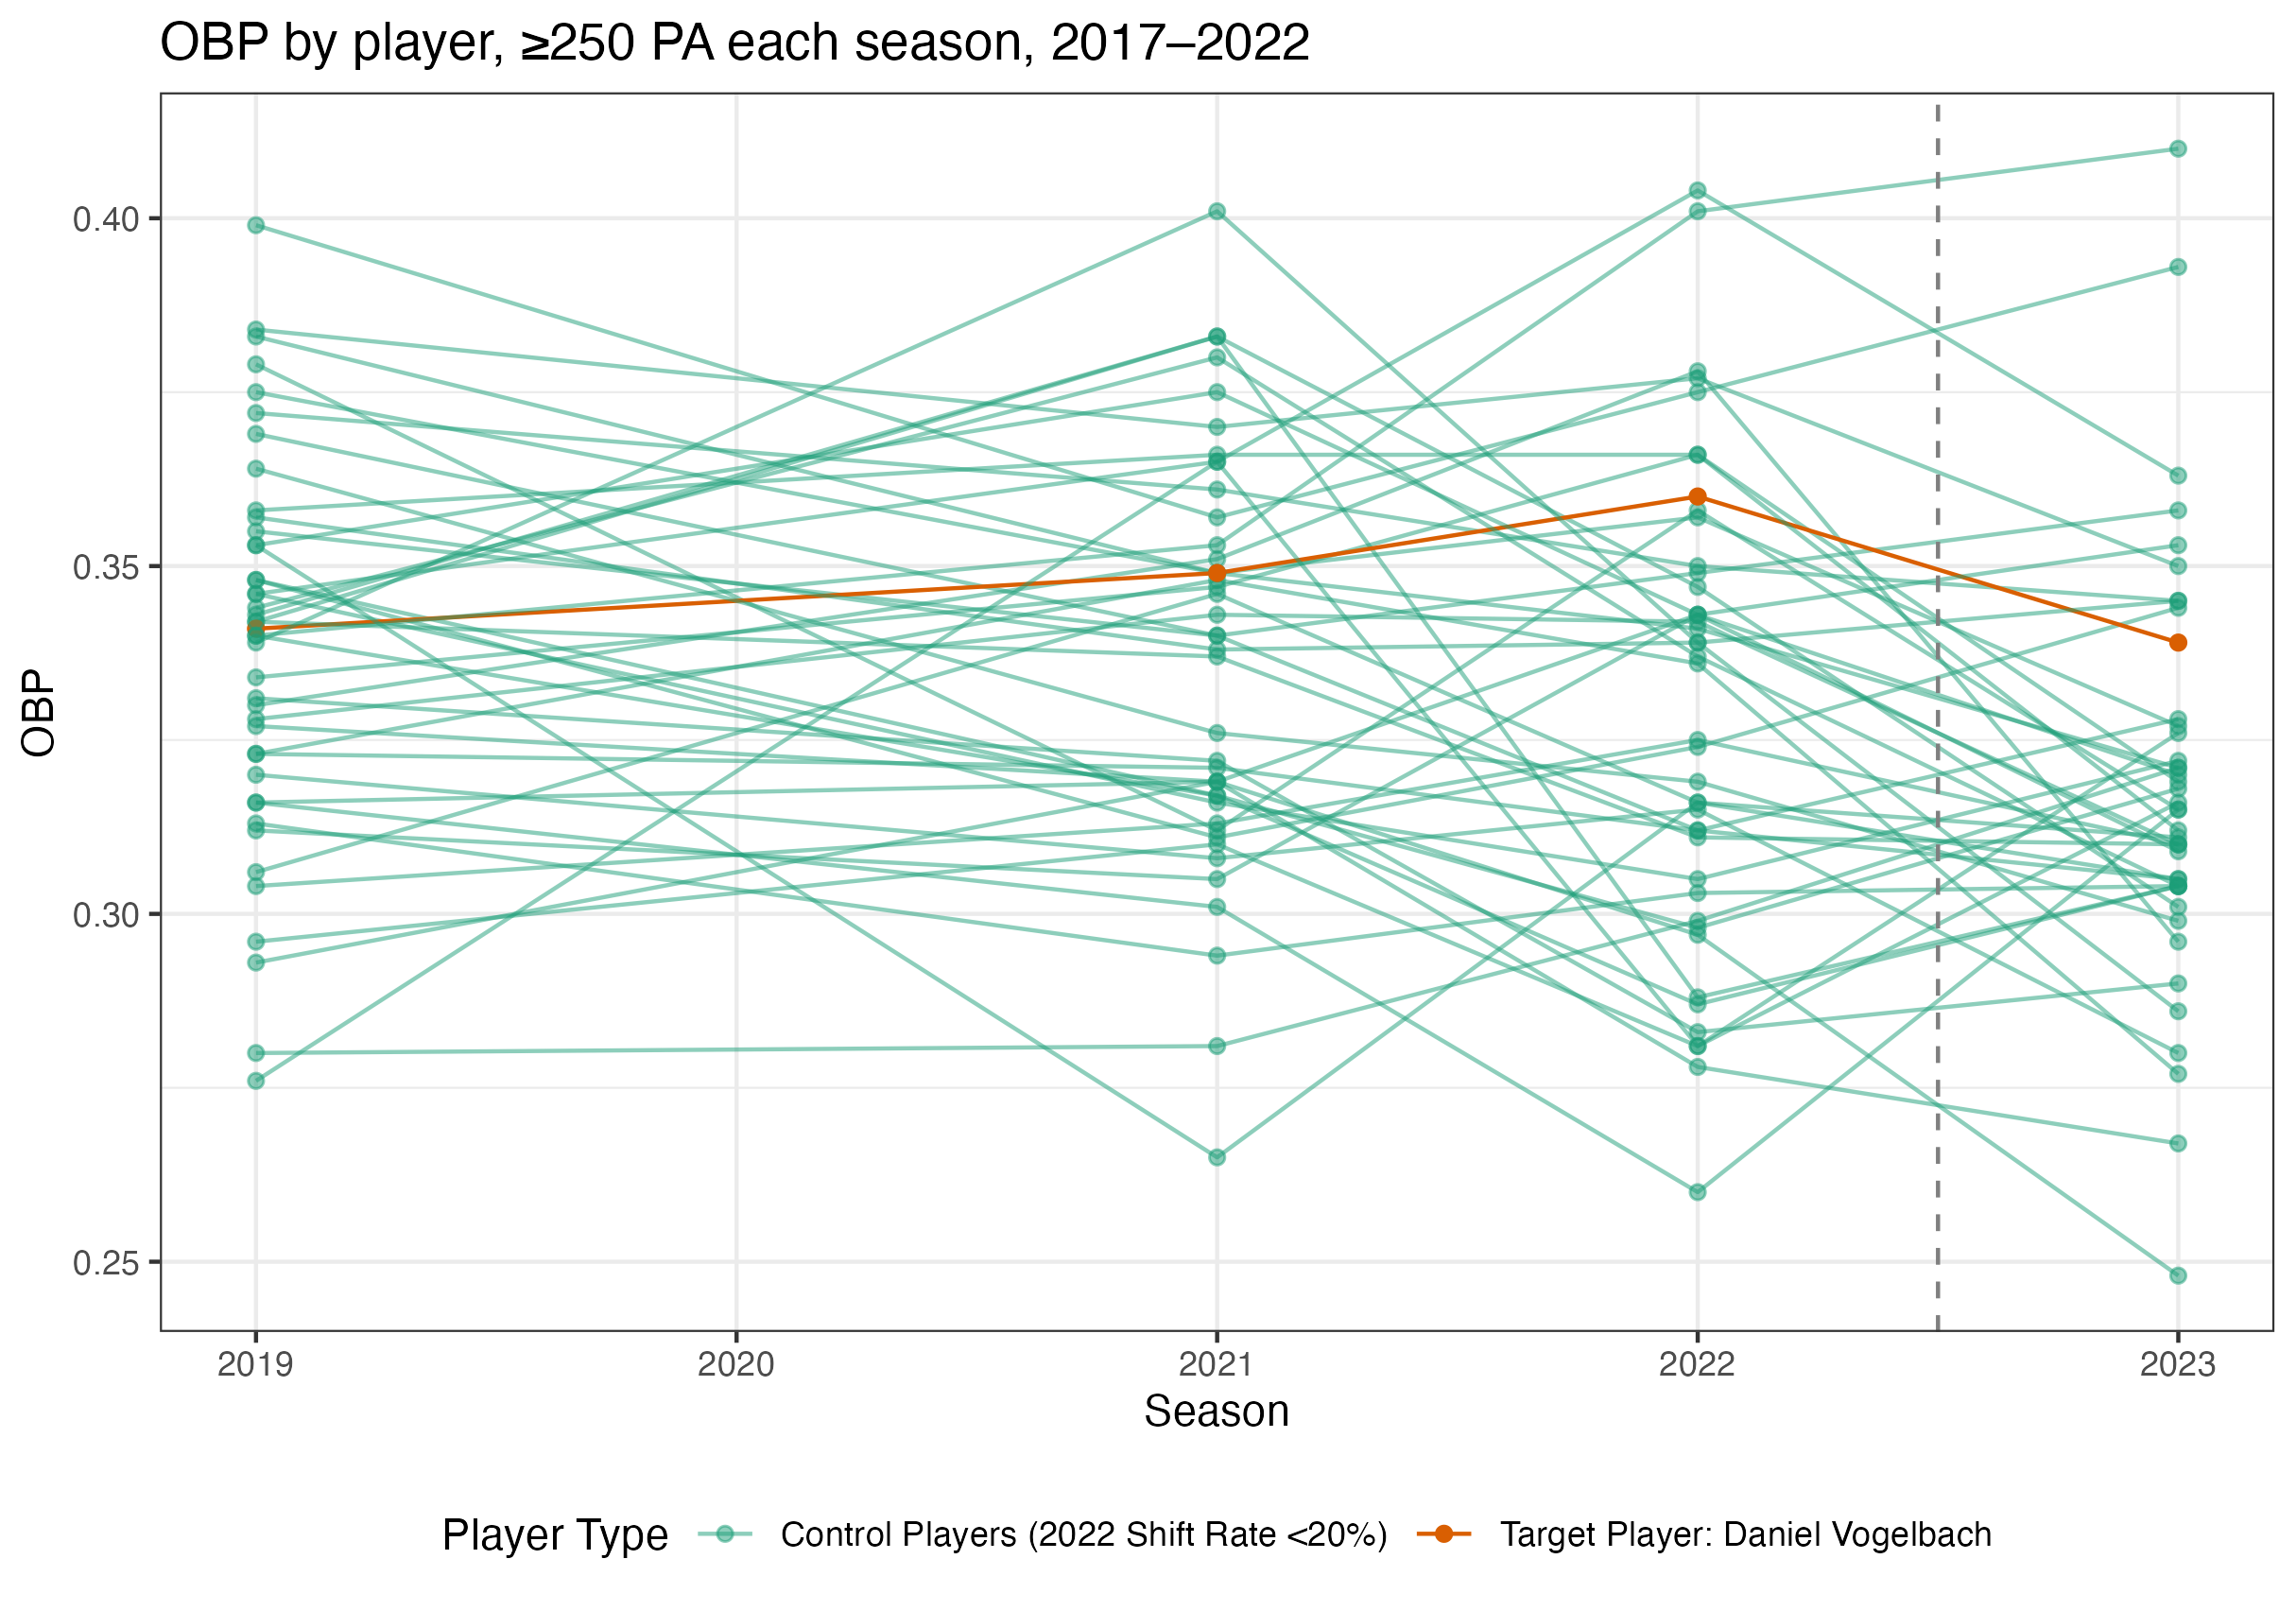 OBP by player, ≥250 PA each season, 2017–2022
OBP
0.40
0.35
0.30
0.25
2019 2020 2021 2022 2023
Season
Player Type Control Players (2022 Shift Rate <20%) Target Player: Daniel Vogelbach